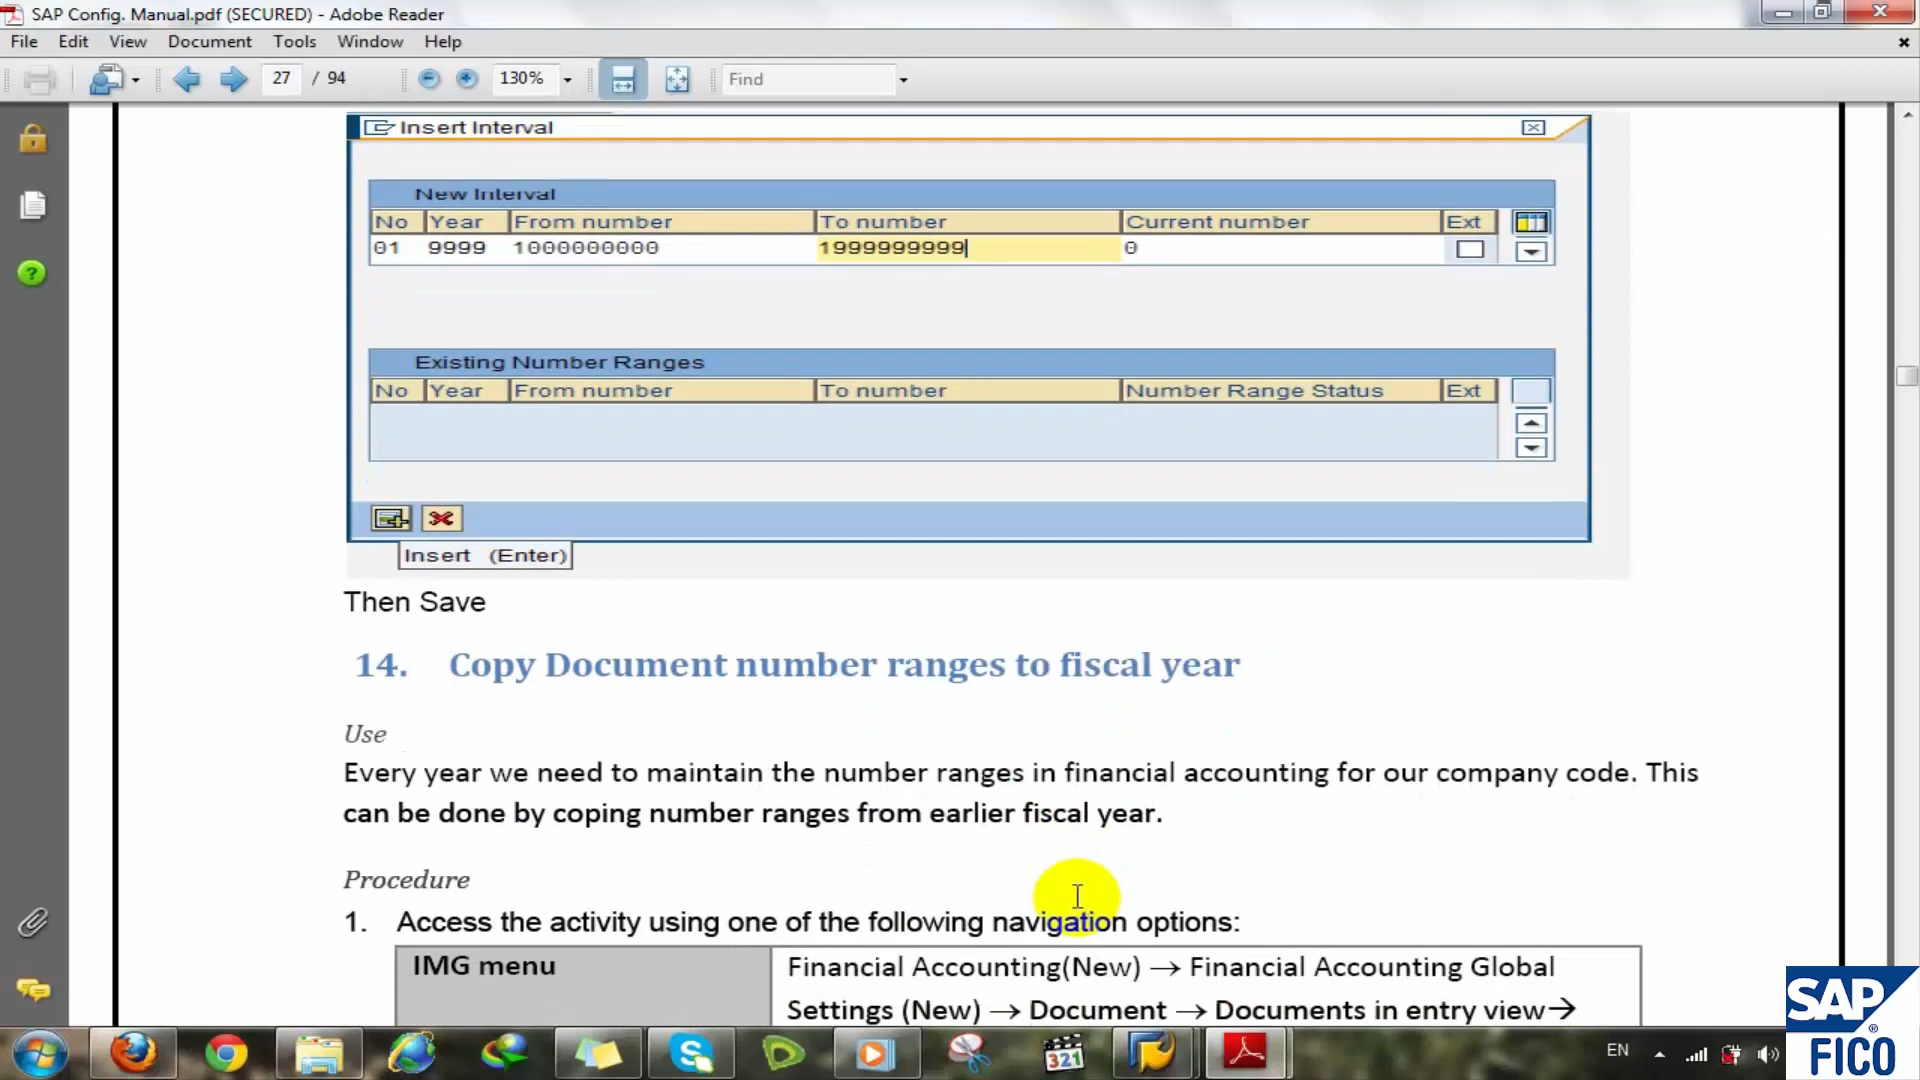 SAP Config. Manual.pdf (SECURED) - Adobe Reader
File Edit View Document Tools Window Help
27 / 94 130% Find
Insert Interval
New Interval
No Year From number To number Current number Ext
01 9999 1000000000 1999999999 0
Existing Number Ranges
No Year From number To number Number Range Status Ext
Insert (Enter)
Then Save
14. Copy Document number ranges to fiscal year
Use
Every year we need to maintain the number ranges in financial accounting for our company code. This
can be done by coping number ranges from earlier fiscal year.
Procedure
1. Access the activity using one of the following navigation options:
IMG menu
Financial Accounting(New) → Financial Accounting Global
Settings (New) → Document → Documents in entry view→
321
EN
SAP
®
FICO